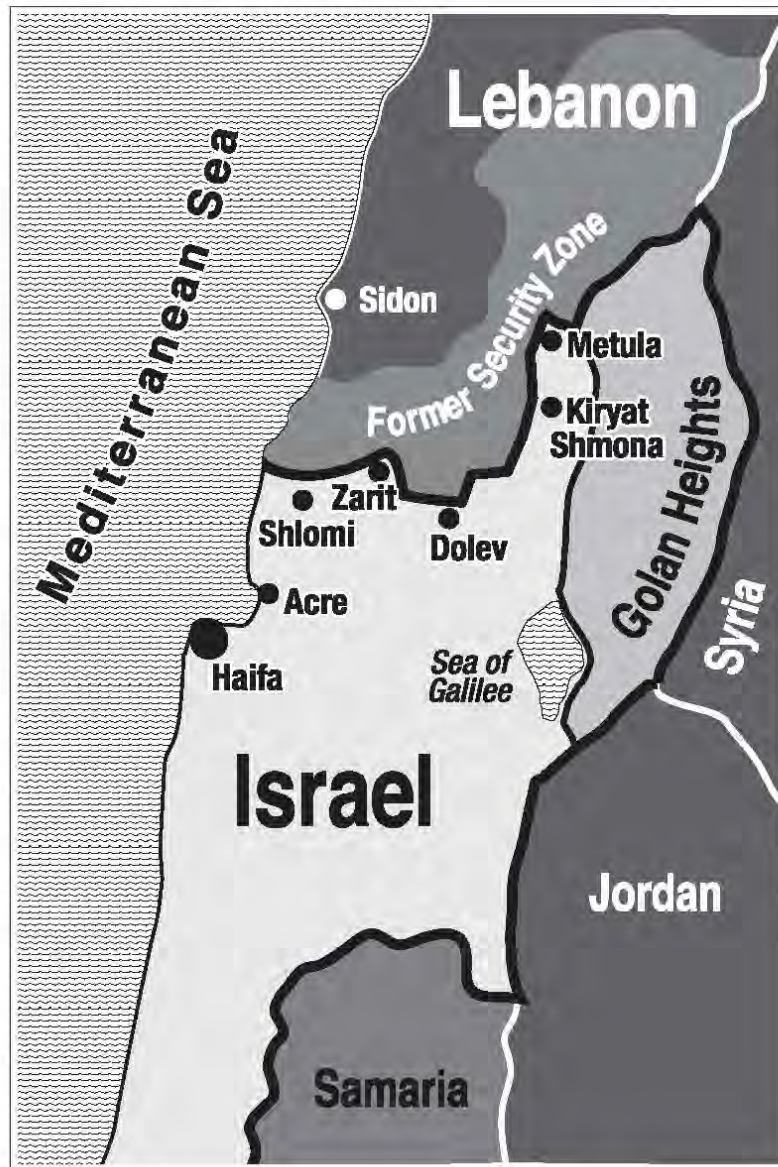 Lebanon
Mediterranean Sea
Sidon
Former Security Zone
Metula
Kiryat
Shmona
Zarit
Shlomi
Dolev
Golan Heights
Acre
Syria
Haifa
Sea of
Galilee
Israel
Jordan
Samaria